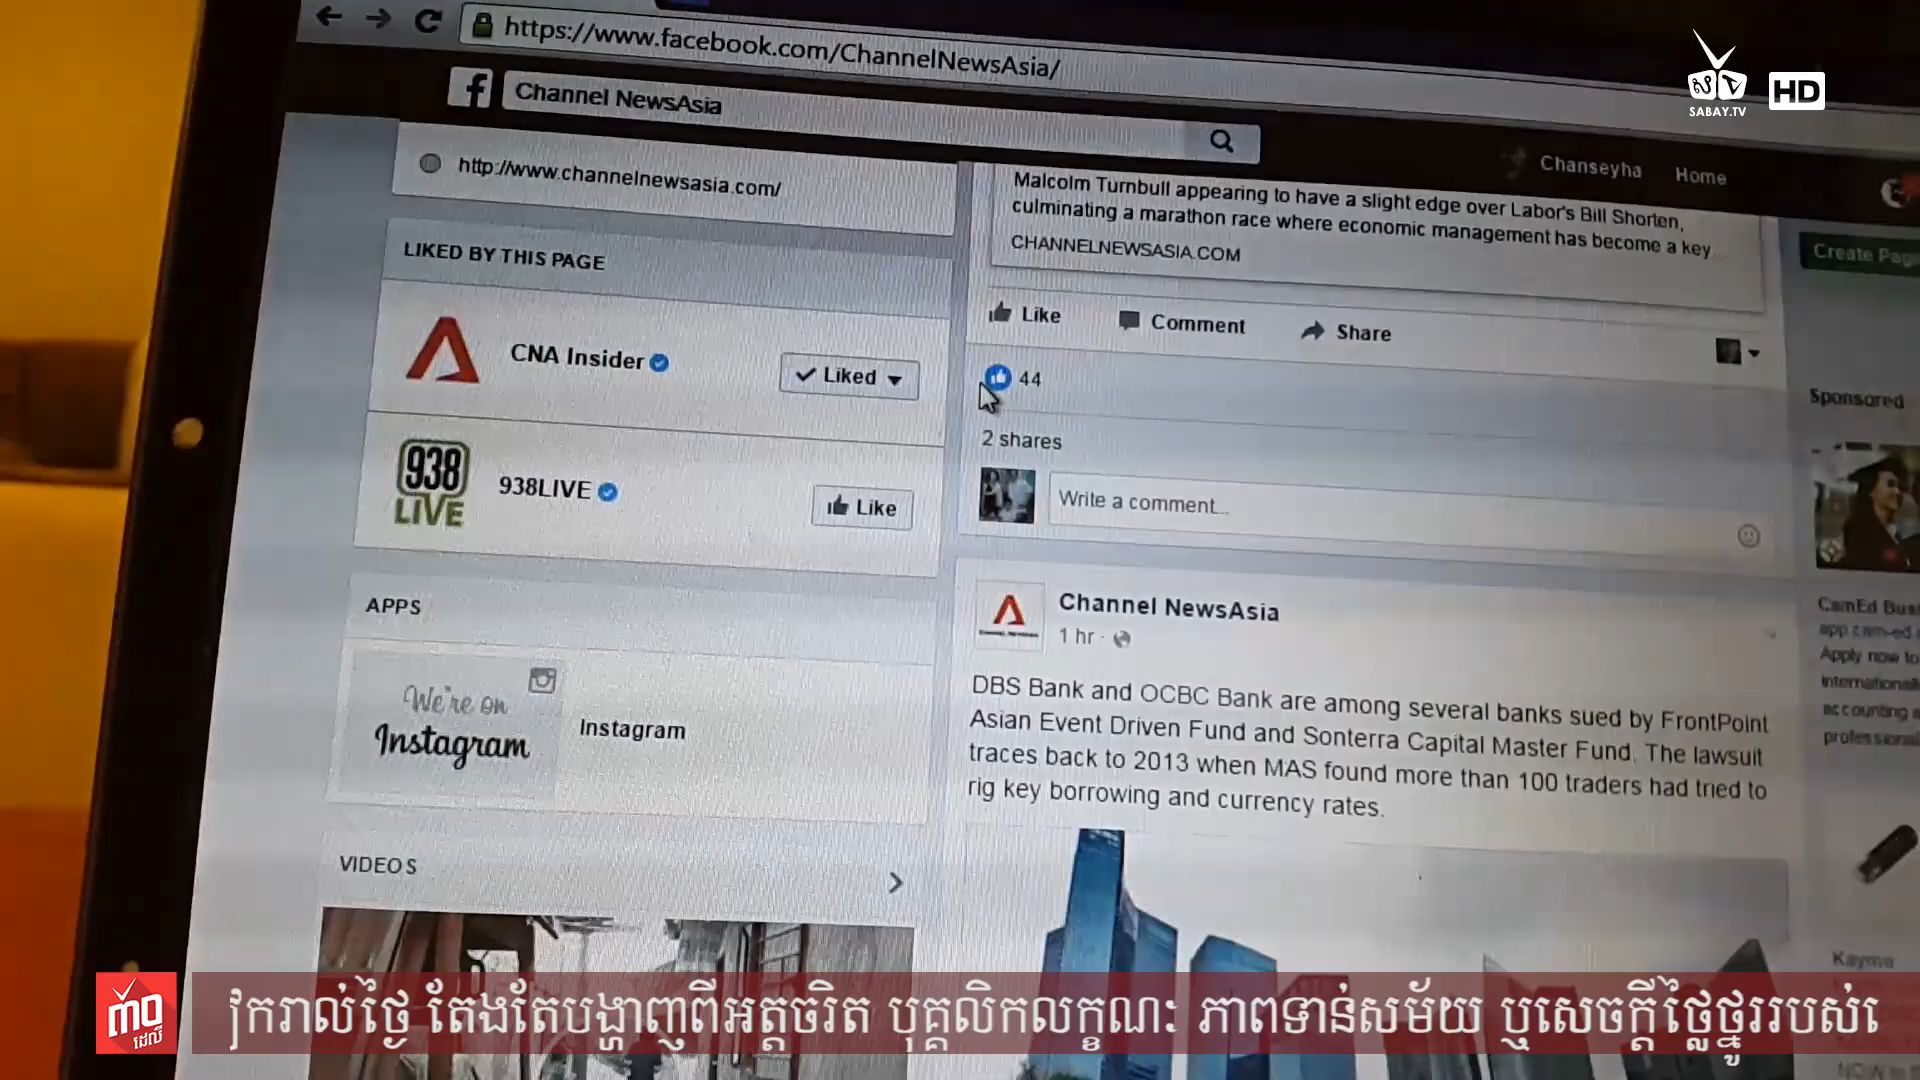 https://www.facebook.com/ChannelNewsAsia/
Channel NewsAsia
SABAY.TV
HD
Chanseyha Home
http://www.channelnewsasia.com/
LIKED BY THIS PAGE
CNA Insider
Liked
938
LIVE
938LIVE
Like
APPS
We're on
Instagram
Instagram
VIDEOS
Malcolm Turnbull appearing to have a slight edge over Labor's Bill Shorten,
culminating a marathon race where economic management has become a key...
CHANNELNEWSASIA.COM
Like Comment Share
44
2 shares
Write a comment...
Channel NewsAsia
1 hr
DBS Bank and OCBC Bank are among several banks sued by FrontPoint
Asian Event Driven Fund and Sonterra Capital Master Fund. The lawsuit
traces back to 2013 when MAS found more than 100 traders had tried to
rig key borrowing and currency rates.
Create
Sponsored
CamEd
Apply now to
accounting
Kayma
រាល់ថ្ងៃ តែងតែបង្ហាញពីអត្តចរិត បុគ្គលិកលក្ខណៈ ភាពទាន់សម័យ ឬសេចក្តីថ្លៃថ្នូររបស់